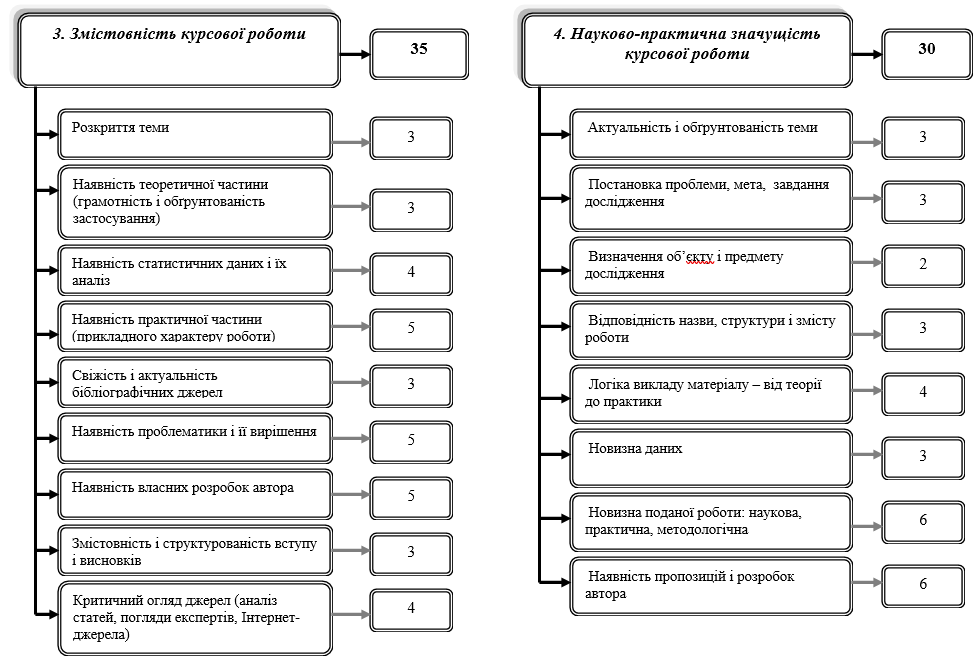 3. Змістовність курсової роботи
35
Розкриття теми
3
Наявність теоретичної частини
(грамотність і обґрунтованість
застосування)
3
Наявність статистичних даних і їх
аналіз
4
Наявність практичної частини
(прикладного характеру роботи)
5
Свіжість і актуальність
бібліографічних джерел
3
Наявність проблематики і її вирішення
5
Наявність власних розробок автора
5
Змістовність і структурованість вступу
і висновків
3
Критичний огляд джерел (аналіз
статей, погляди експертів, Інтернет-
джерела)
4
4. Науково-практична значущість
курсової роботи
30
Актуальність і обґрунтованість теми
3
Постановка проблеми, мета, завдання
дослідження
3
Визначення об’єкту і предмету
дослідження
2
Відповідність назви, структури і змісту
роботи
3
Логіка викладу матеріалу – від теорії
до практики
4
Новизна даних
3
Новизна поданої роботи: наукова,
практична, методологічна
6
Наявність пропозицій і розробок
автора
6